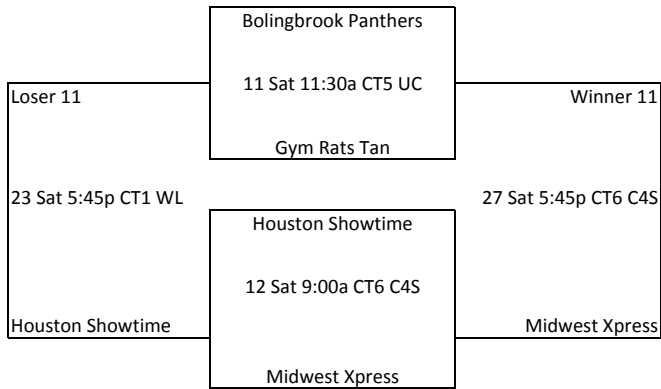 Bolingbrook Panthers
11 Sat 11:30a CT5 UC
Loser 11
Winner 11
Gym Rats Tan
23 Sat 5:45p CT1 WL
27 Sat 5:45p CT6 C4S
Houston Showtime
12 Sat 9:00a CT6 C4S
Houston Showtime
Midwest Xpress
Midwest Xpress